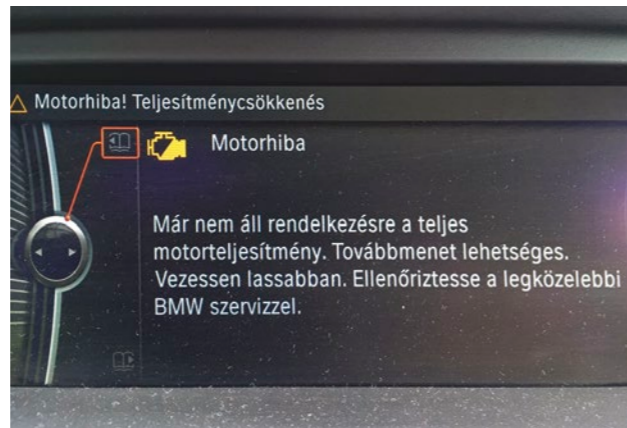 Motorhiba! Teljesítménycsökkenés
Motorhiba
Már nem áll rendelkezésre a teljes
motorteljesítmény. Továbbmenet lehetséges.
Vezessen lassabban. Ellenőriztesse a legközelebbi
BMW szervizzel.